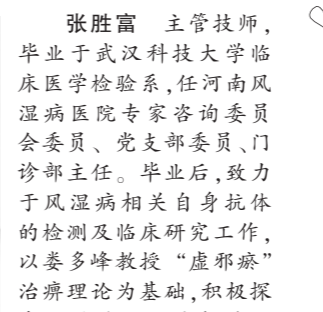 张胜富　主管技师，
毕业于武汉科技大学临
床医学检验系，任河南风
湿病医院专家咨询委员
会委员、党支部委员、门
诊部主任。毕业后，致力
于风湿病相关自身抗体
的检测及临床研究工作，
以娄多峰教授“虚邪瘀”
治痹理论为基础，积极探